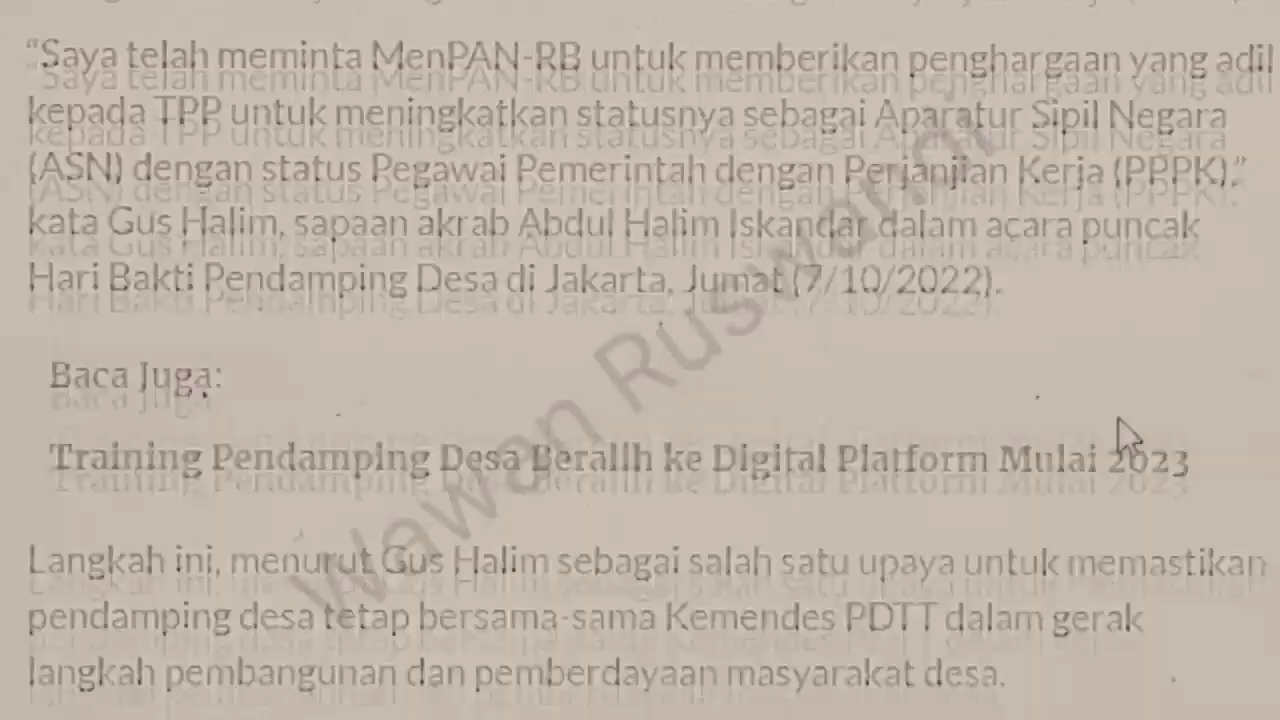 “Saya telah meminta MenPAN-RB untuk memberikan penghargaan yang adil
kepada TPP untuk meningkatkan statusnya sebagai Aparatur Sipil Negara
(ASN) dengan status Pegawai Pemerintah dengan Perjanjian Kerja (PPPK),”
kata Gus Halim, sapaan akrab Abdul Halim Iskandar dalam acara puncak
Hari Bakti Pendamping Desa di Jakarta, Jumat (7/10/2022).
Baca Juga:
Training Pendamping Desa Beralih ke Digital Platform Mulai 2023
Langkah ini, menurut Gus Halim sebagai salah satu upaya untuk memastikan
pendamping desa tetap bersama-sama Kemendes PDTT dalam gerak
langkah pembangunan dan pemberdayaan masyarakat desa.
Wawan Ruswanto